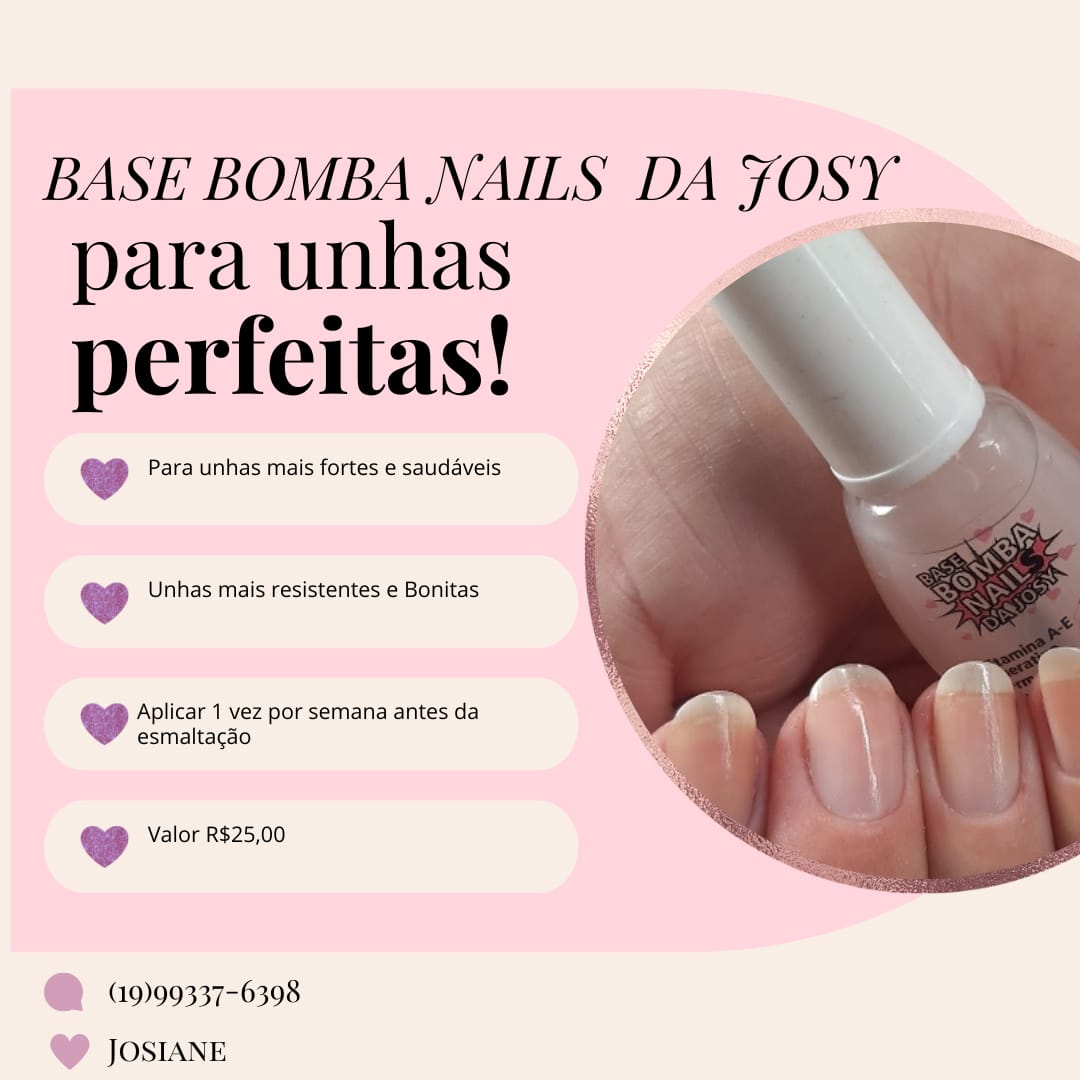 BASE BOMBA NAILS DA JOSY
para unhas
perfeitas!
Para unhas mais fortes e saudáveis
Unhas mais resistentes e Bonitas
Aplicar 1 vez por semana antes da
esmaltação
Valor R$25,00
BASE
BOMBA
NAILS
DA JOSY
A-E
(19)99337-6398
Josiane